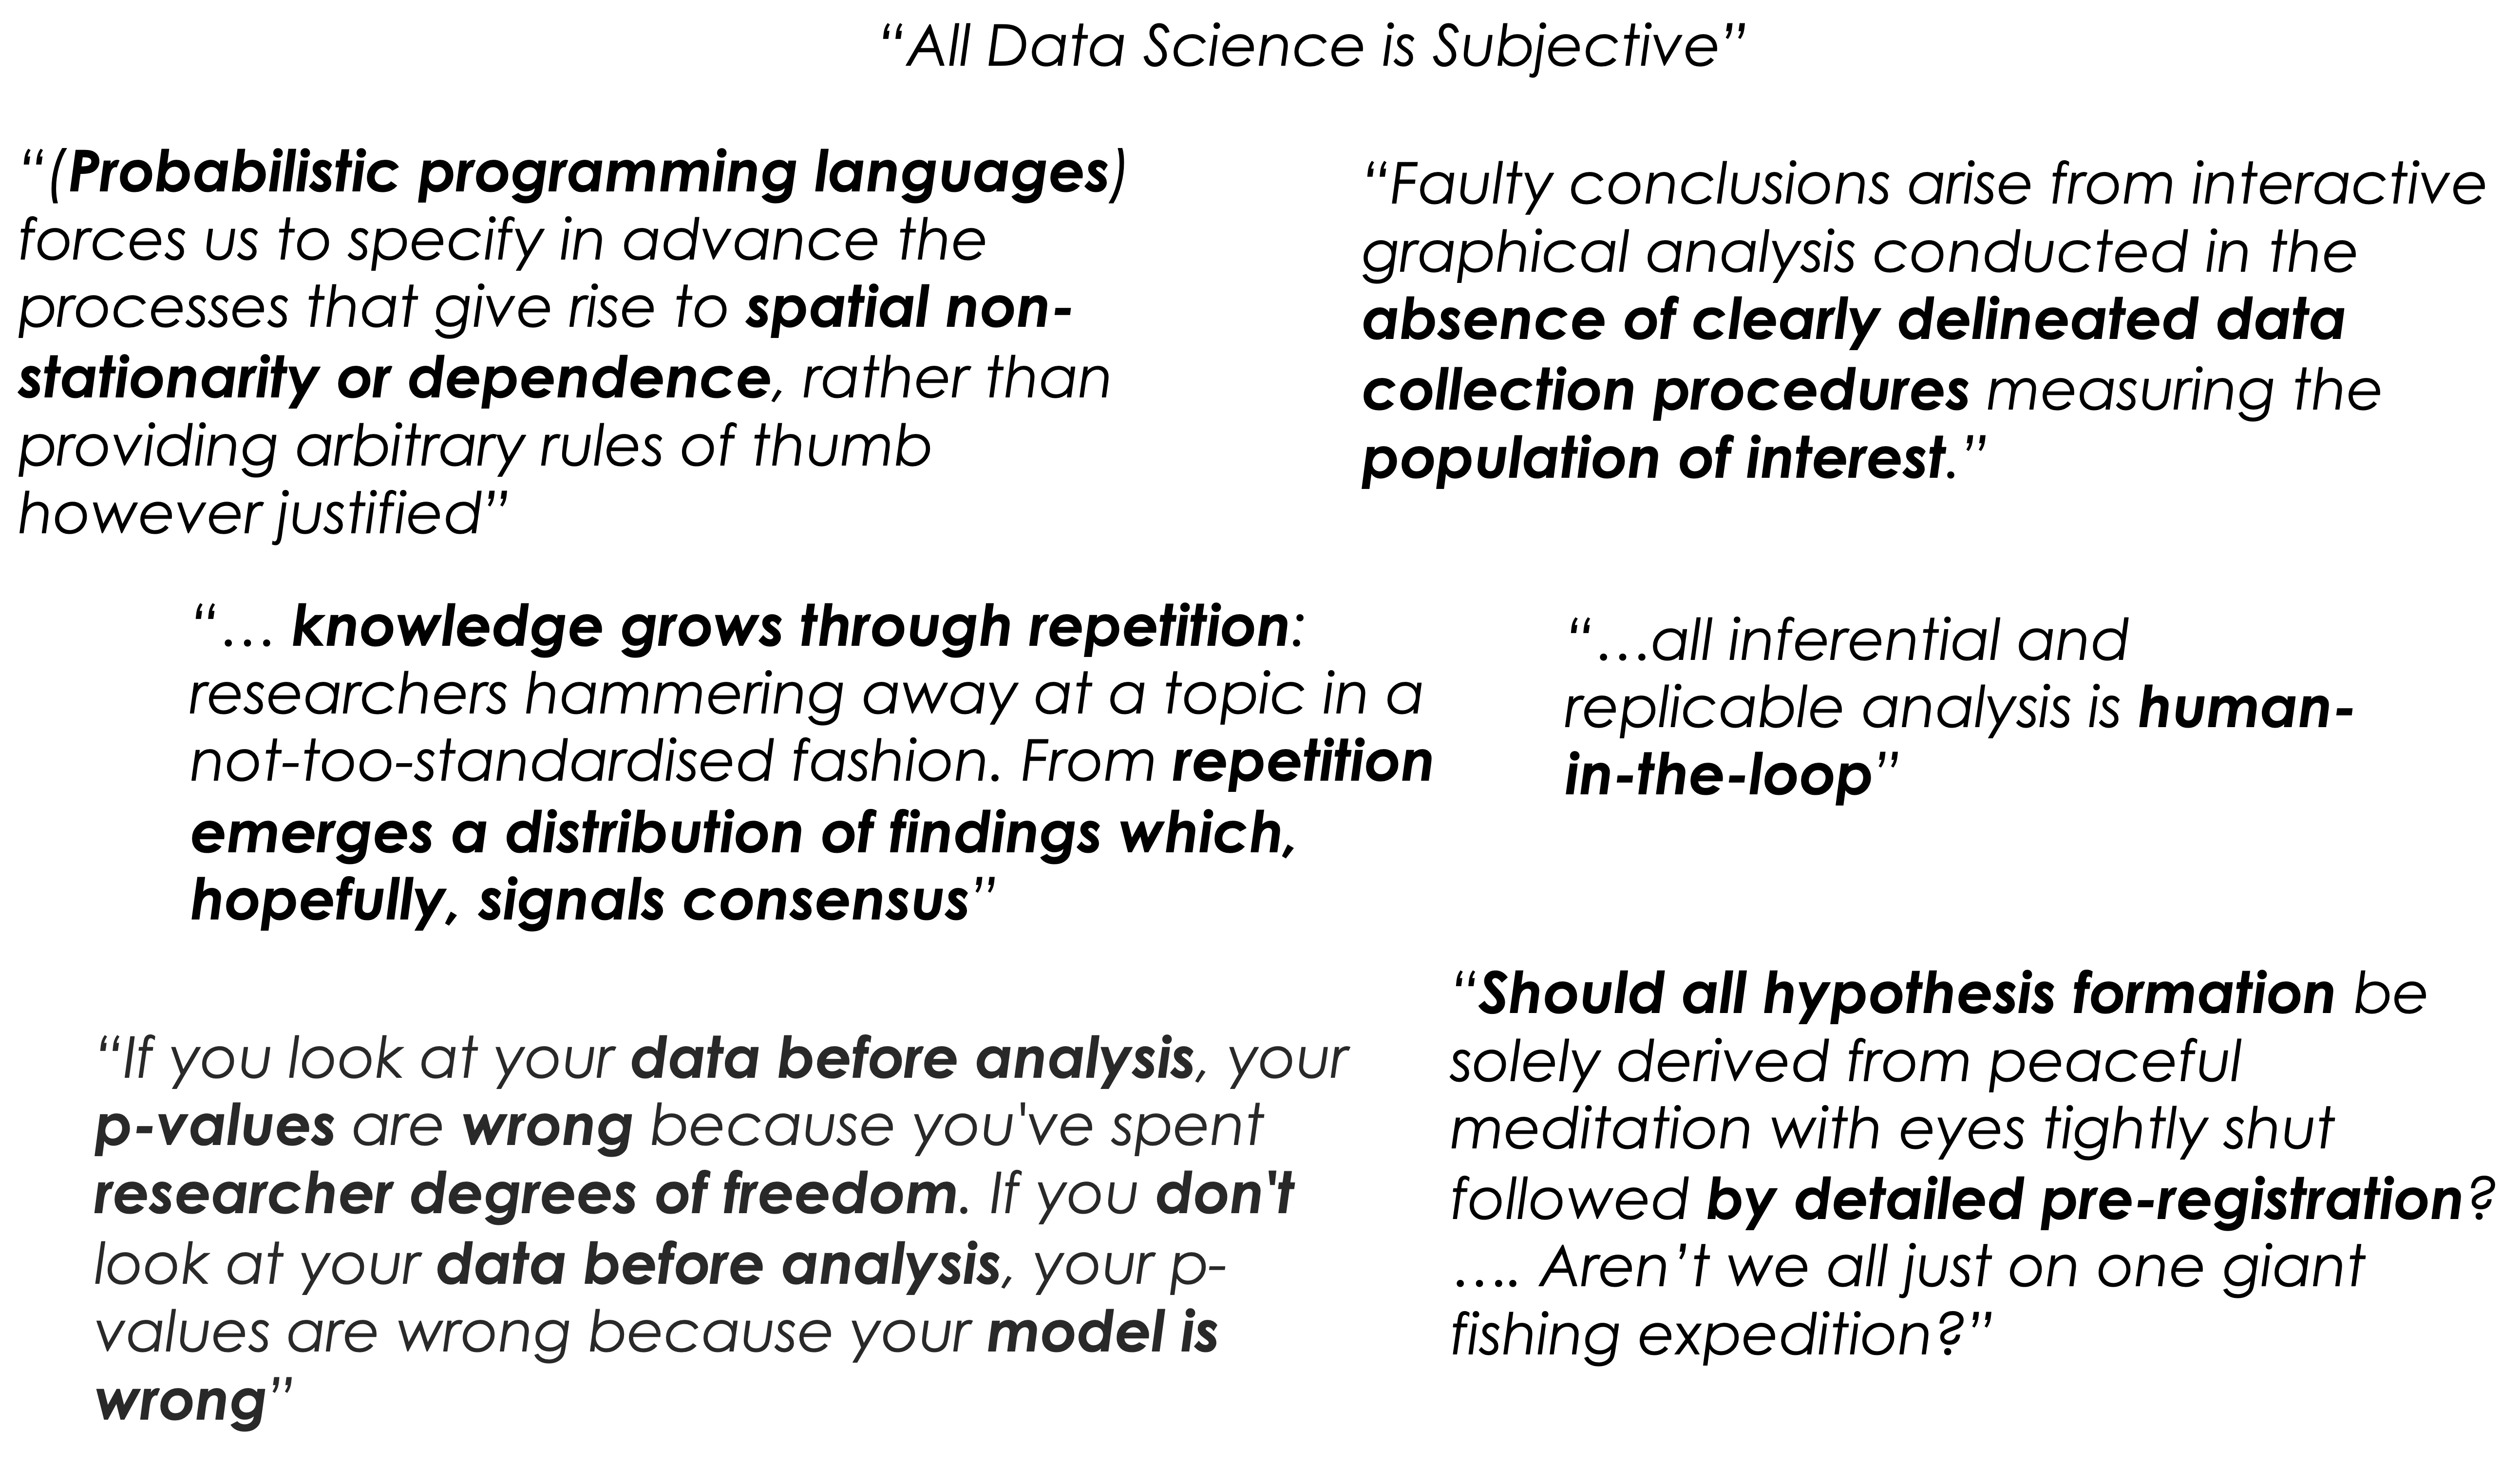 “All Data Science is Subjective”
“(Probabilistic programming languages)
forces us to specify in advance the
processes that give rise to spatial non-
stationarity or dependence, rather than
providing arbitrary rules of thumb
however justified”
“Faulty conclusions arise from interactive
graphical analysis conducted in the
absence of clearly delineated data
collection procedures measuring the
population of interest.”
“… knowledge grows through repetition:
researchers hammering away at a topic in a
not-too-standardised fashion. From repetition
emerges a distribution of findings which,
hopefully, signals consensus”
“…all inferential and
replicable analysis is human-
in-the-loop”
“If you look at your data before analysis, your
p-values are wrong because you've spent
researcher degrees of freedom. If you don't
look at your data before analysis, your p-
values are wrong because your model is
wrong”
“Should all hypothesis formation be
solely derived from peaceful
meditation with eyes tightly shut
followed by detailed pre-registration?
…. Aren’t we all just on one giant
fishing expedition?”